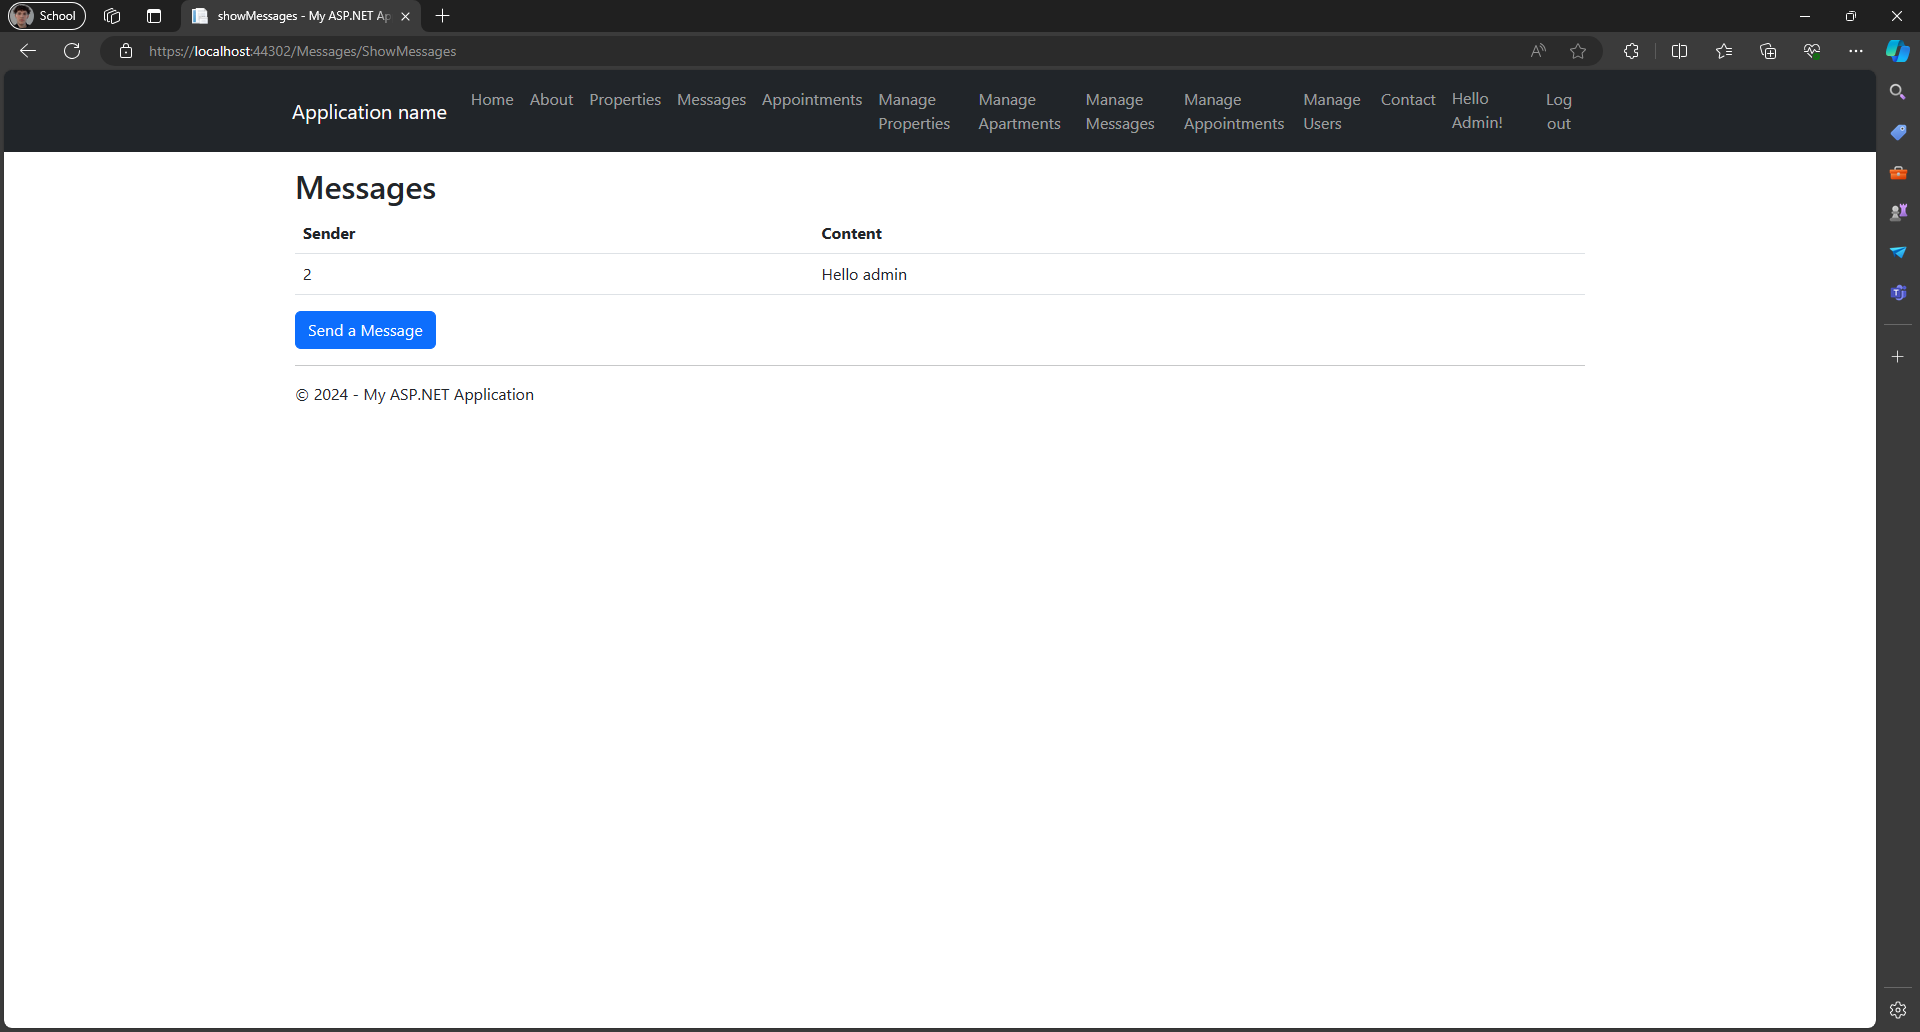 School
showMessages - My ASP.NET Ap
https://localhost:44302/Messages/ShowMessages
Application name
Home
About
Properties
Messages
Appointments
Manage
Properties
Manage
Apartments
Manage
Messages
Manage
Appointments
Manage
Users
Contact
Hello
Admin!
Log
out
Messages
Sender Content
2 Hello admin
Send a Message
© 2024 - My ASP.NET Application